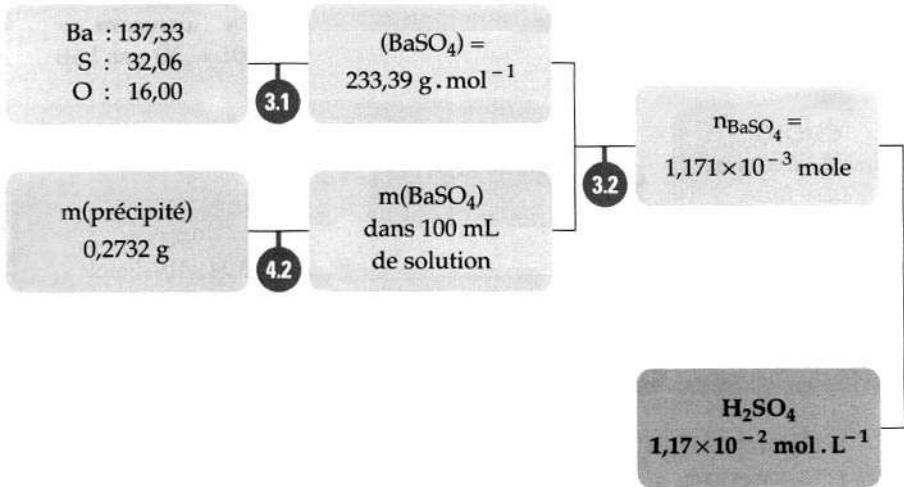 Ba : 137,33
S : 32,06
O : 16,00
3.1
(BaSO₄) =
233,39 g . mol⁻¹
m(précipité)
0,2732 g
4.2
m(BaSO₄)
dans 100 mL
de solution
3.2
n_BaSO₄ =
1,171×10⁻³ mole
H₂SO₄
1,17×10⁻² mol . L⁻¹